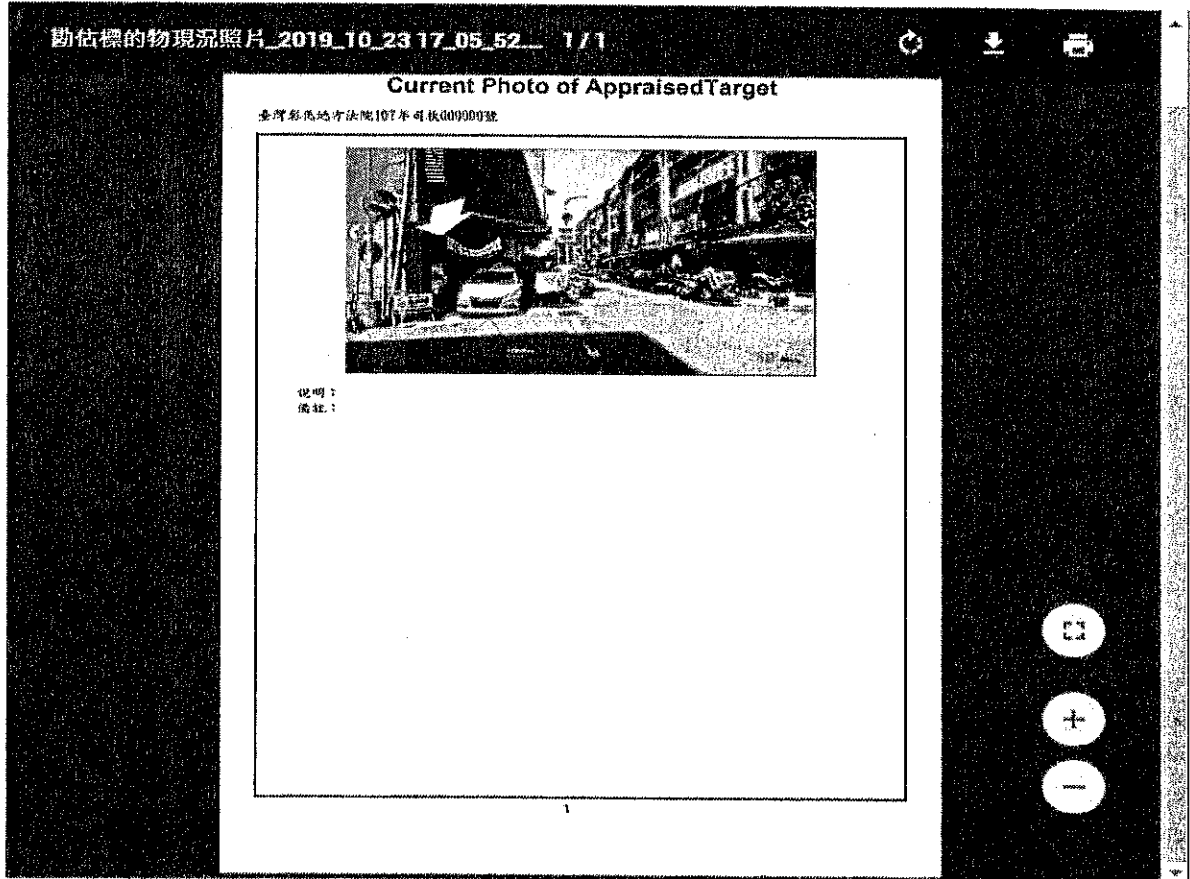 勘估標的物現況照片_2019_10_23 17_05_52... 1 / 1
Current Photo of AppraisedTarget
臺灣彰化地方法院107年司執000000號
說明：
備註：
1